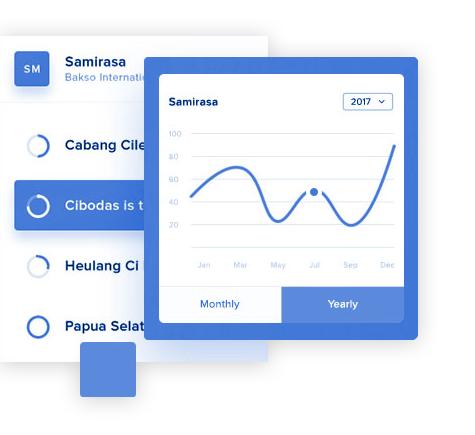 SM
Samirasa
Bakso Internati
Cabang Cile
Cibodas is t
Heulang Ci
Papua Selat
Samirasa
2017
100
80
60
40
20
Jan Mar May Jul Sep Dec
Monthly
Yearly